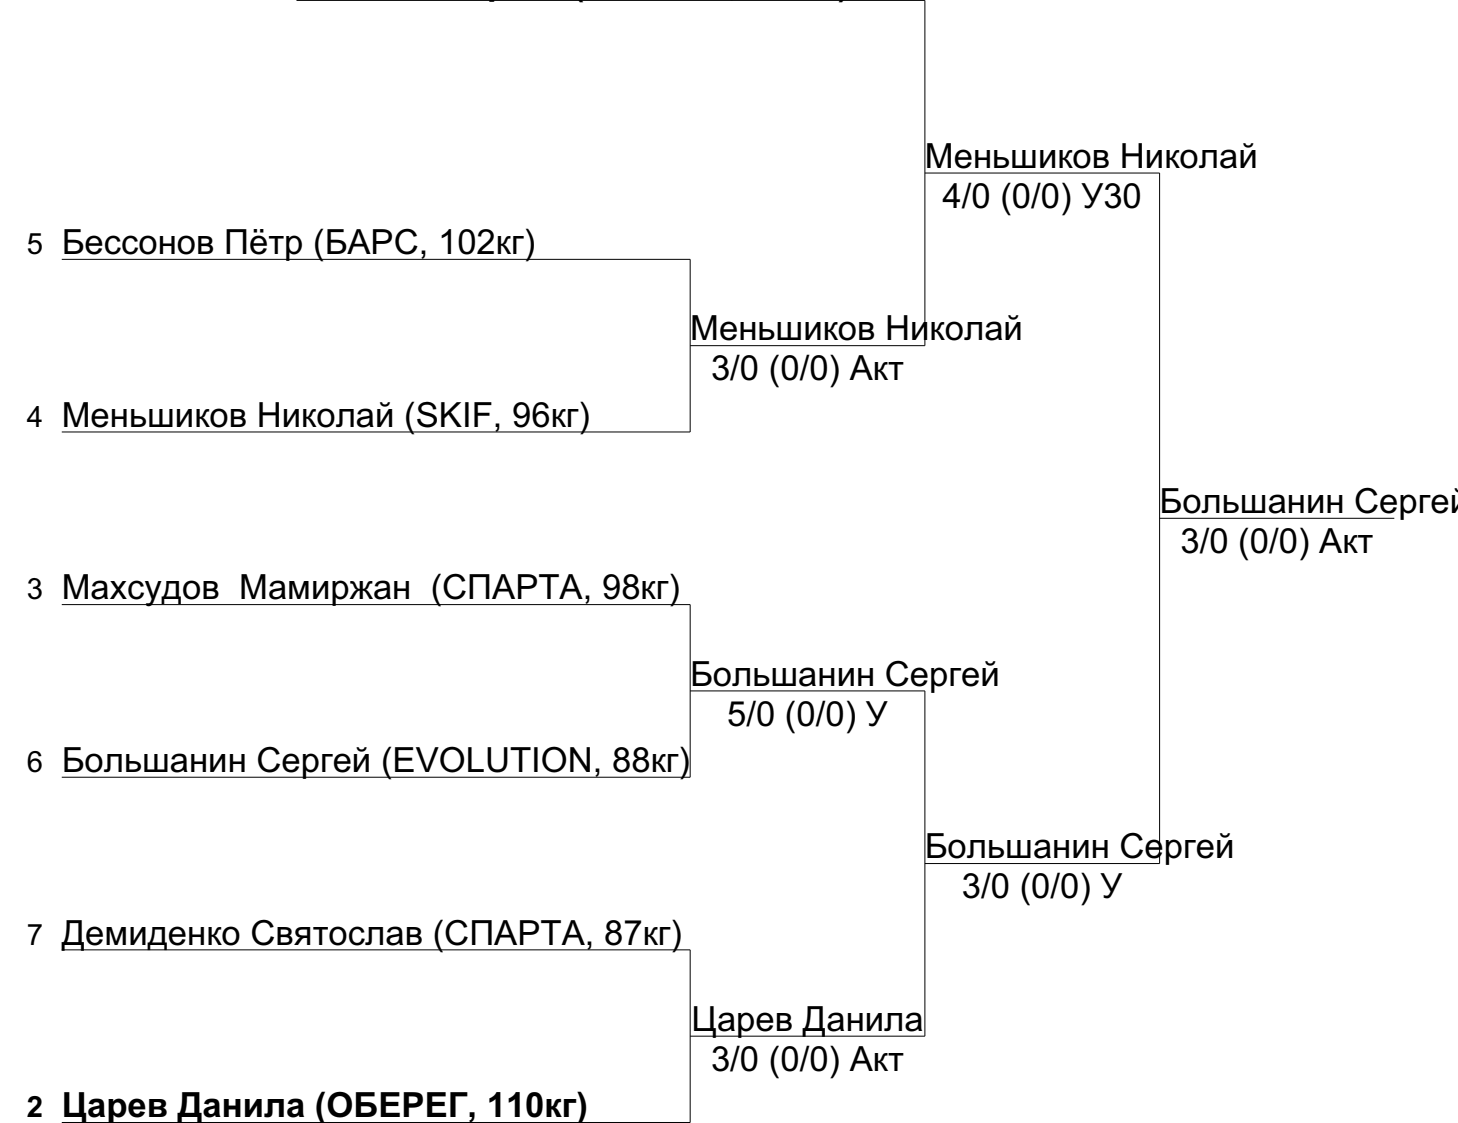 Меньшиков Николай
4/0 (0/0) У30
5 Бессонов Пётр (БАРС, 102кг)
Меньшиков Николай
3/0 (0/0) Акт
4 Меньшиков Николай (SKIF, 96кг)
Большанин Сергей
3/0 (0/0) Акт
3 Махсудов  Мамиржан  (СПАРТА, 98кг)
Большанин Сергей
5/0 (0/0) У
6 Большанин Сергей (EVOLUTION, 88кг)
Большанин Сергей
3/0 (0/0) У
7 Демиденко Святослав (СПАРТА, 87кг)
Царев Данила
3/0 (0/0) Акт
2 Царев Данила (ОБЕРЕГ, 110кг)